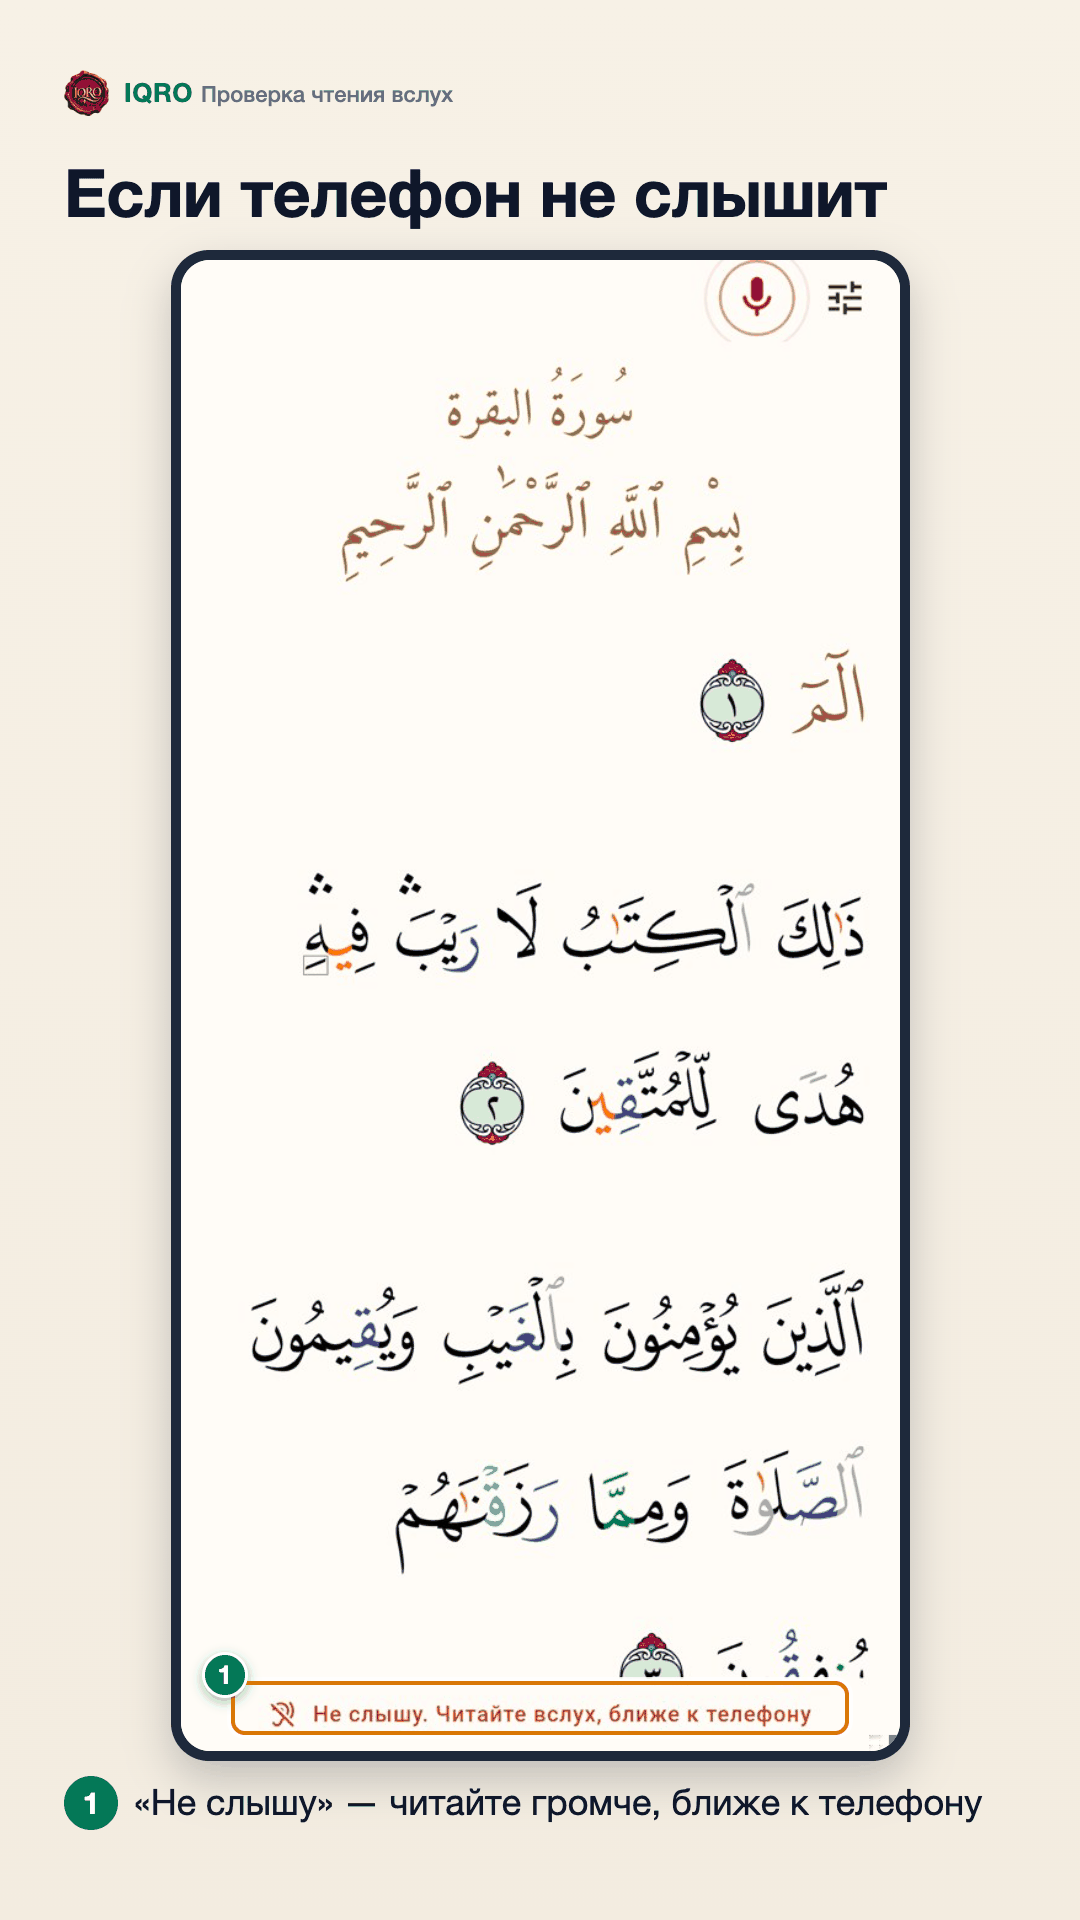 IQRO Проверка чтения вслух
Если телефон не слышит
سُورَةُ البقرة
بِسْمِ ٱللَّهِ ٱلرَّحْمَٰنِ ٱلرَّحِيمِ
الٓمٓ ١
ذَٰلِكَ ٱلْكِتَٰبُ لَا رَيْبَ ۛ فِيهِ ۛ
هُدًى لِّلْمُتَّقِينَ ٢
ٱلَّذِينَ يُؤْمِنُونَ بِٱلْغَيْبِ وَيُقِيمُونَ
ٱلصَّلَوٰةَ وَمِمَّا رَزَقْنَٰهُمْ
1
Не слышу. Читайте вслух, ближе к телефону
1 «Не слышу» — читайте громче, ближе к телефону